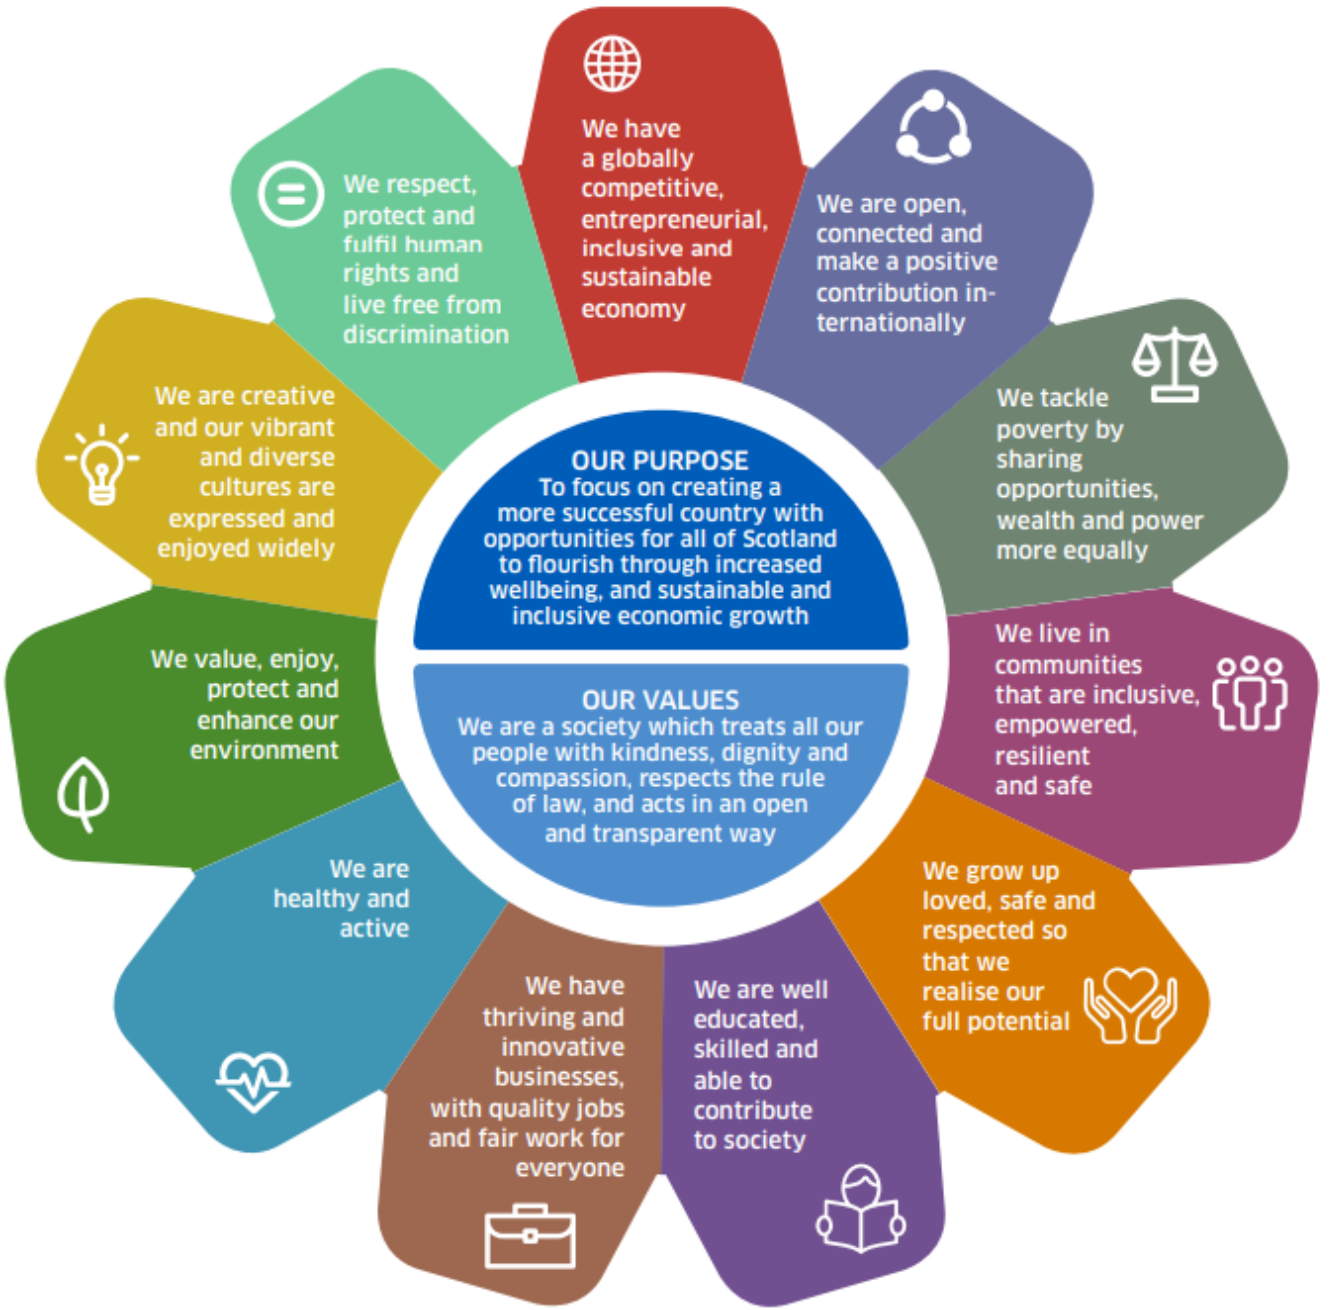 We have
a globally
competitive,
entrepreneurial,
inclusive and
sustainable
economy
We are open,
connected and
make a positive
contribution in-
ternationally
We tackle
poverty by
sharing
opportunities,
wealth and power
more equally
We live in
communities
that are inclusive,
empowered,
resilient
and safe
We grow up
loved, safe and
respected so
that we
realise our
full potential
We are well
educated,
skilled and
able to
contribute
to society
We have
thriving and
innovative
businesses,
with quality jobs
and fair work for
everyone
We are
healthy and
active
We value, enjoy,
protect and
enhance our
environment
We are creative
and our vibrant
and diverse
cultures are
expressed and
enjoyed widely
We respect,
protect and
fulfil human
rights and
live free from
discrimination
OUR PURPOSE
To focus on creating a
more successful country with
opportunities for all of Scotland
to flourish through increased
wellbeing, and sustainable and
inclusive economic growth
OUR VALUES
We are a society which treats all our
people with kindness, dignity and
compassion, respects the rule
of law, and acts in an open
and transparent way